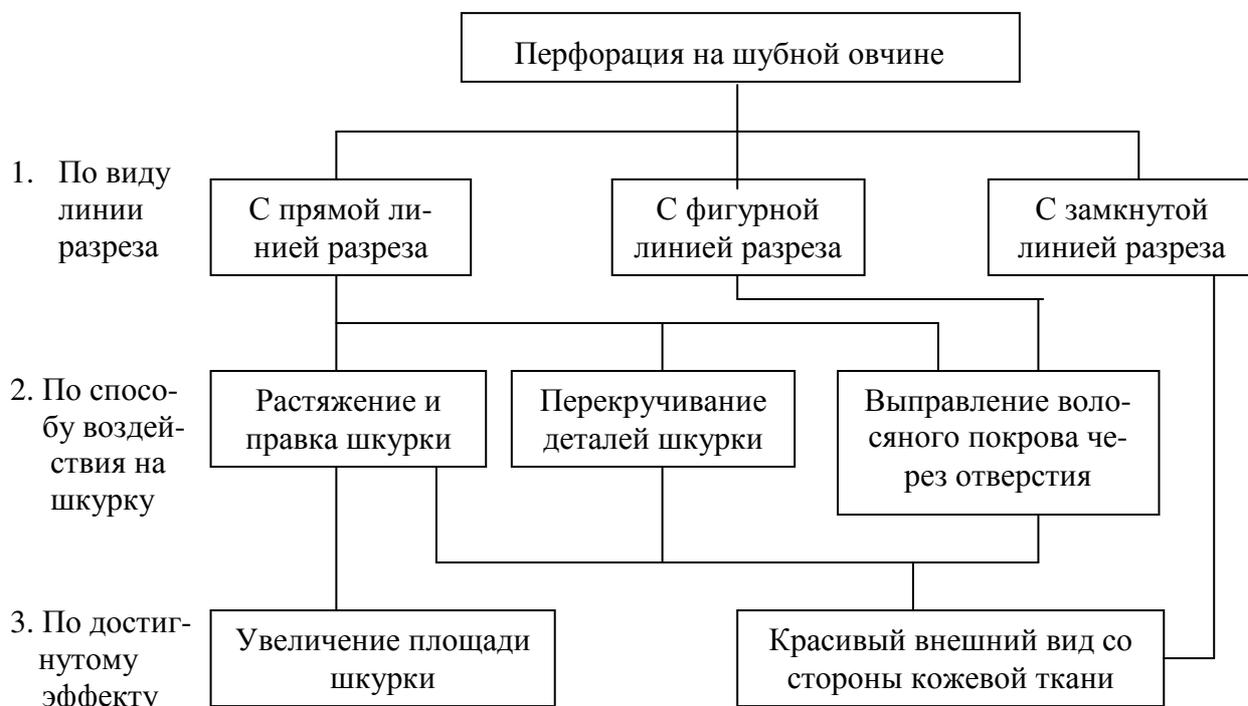 Перфорация на шубной овчине
1. По виду
линии
разреза
С прямой ли-
нией разреза
С фигурной
линией разреза
С замкнутой
линией разреза
2. По спосо-
бу воздей-
ствия на
шкурку
Растяжение и
правка шкурки
Перекручивание
деталей шкурки
Выправление воло-
сяного покрова че-
рез отверстия
3. По достиг-
нутому
эффекту
Увеличение площади
шкурки
Красивый внешний вид со
стороны кожевой ткани